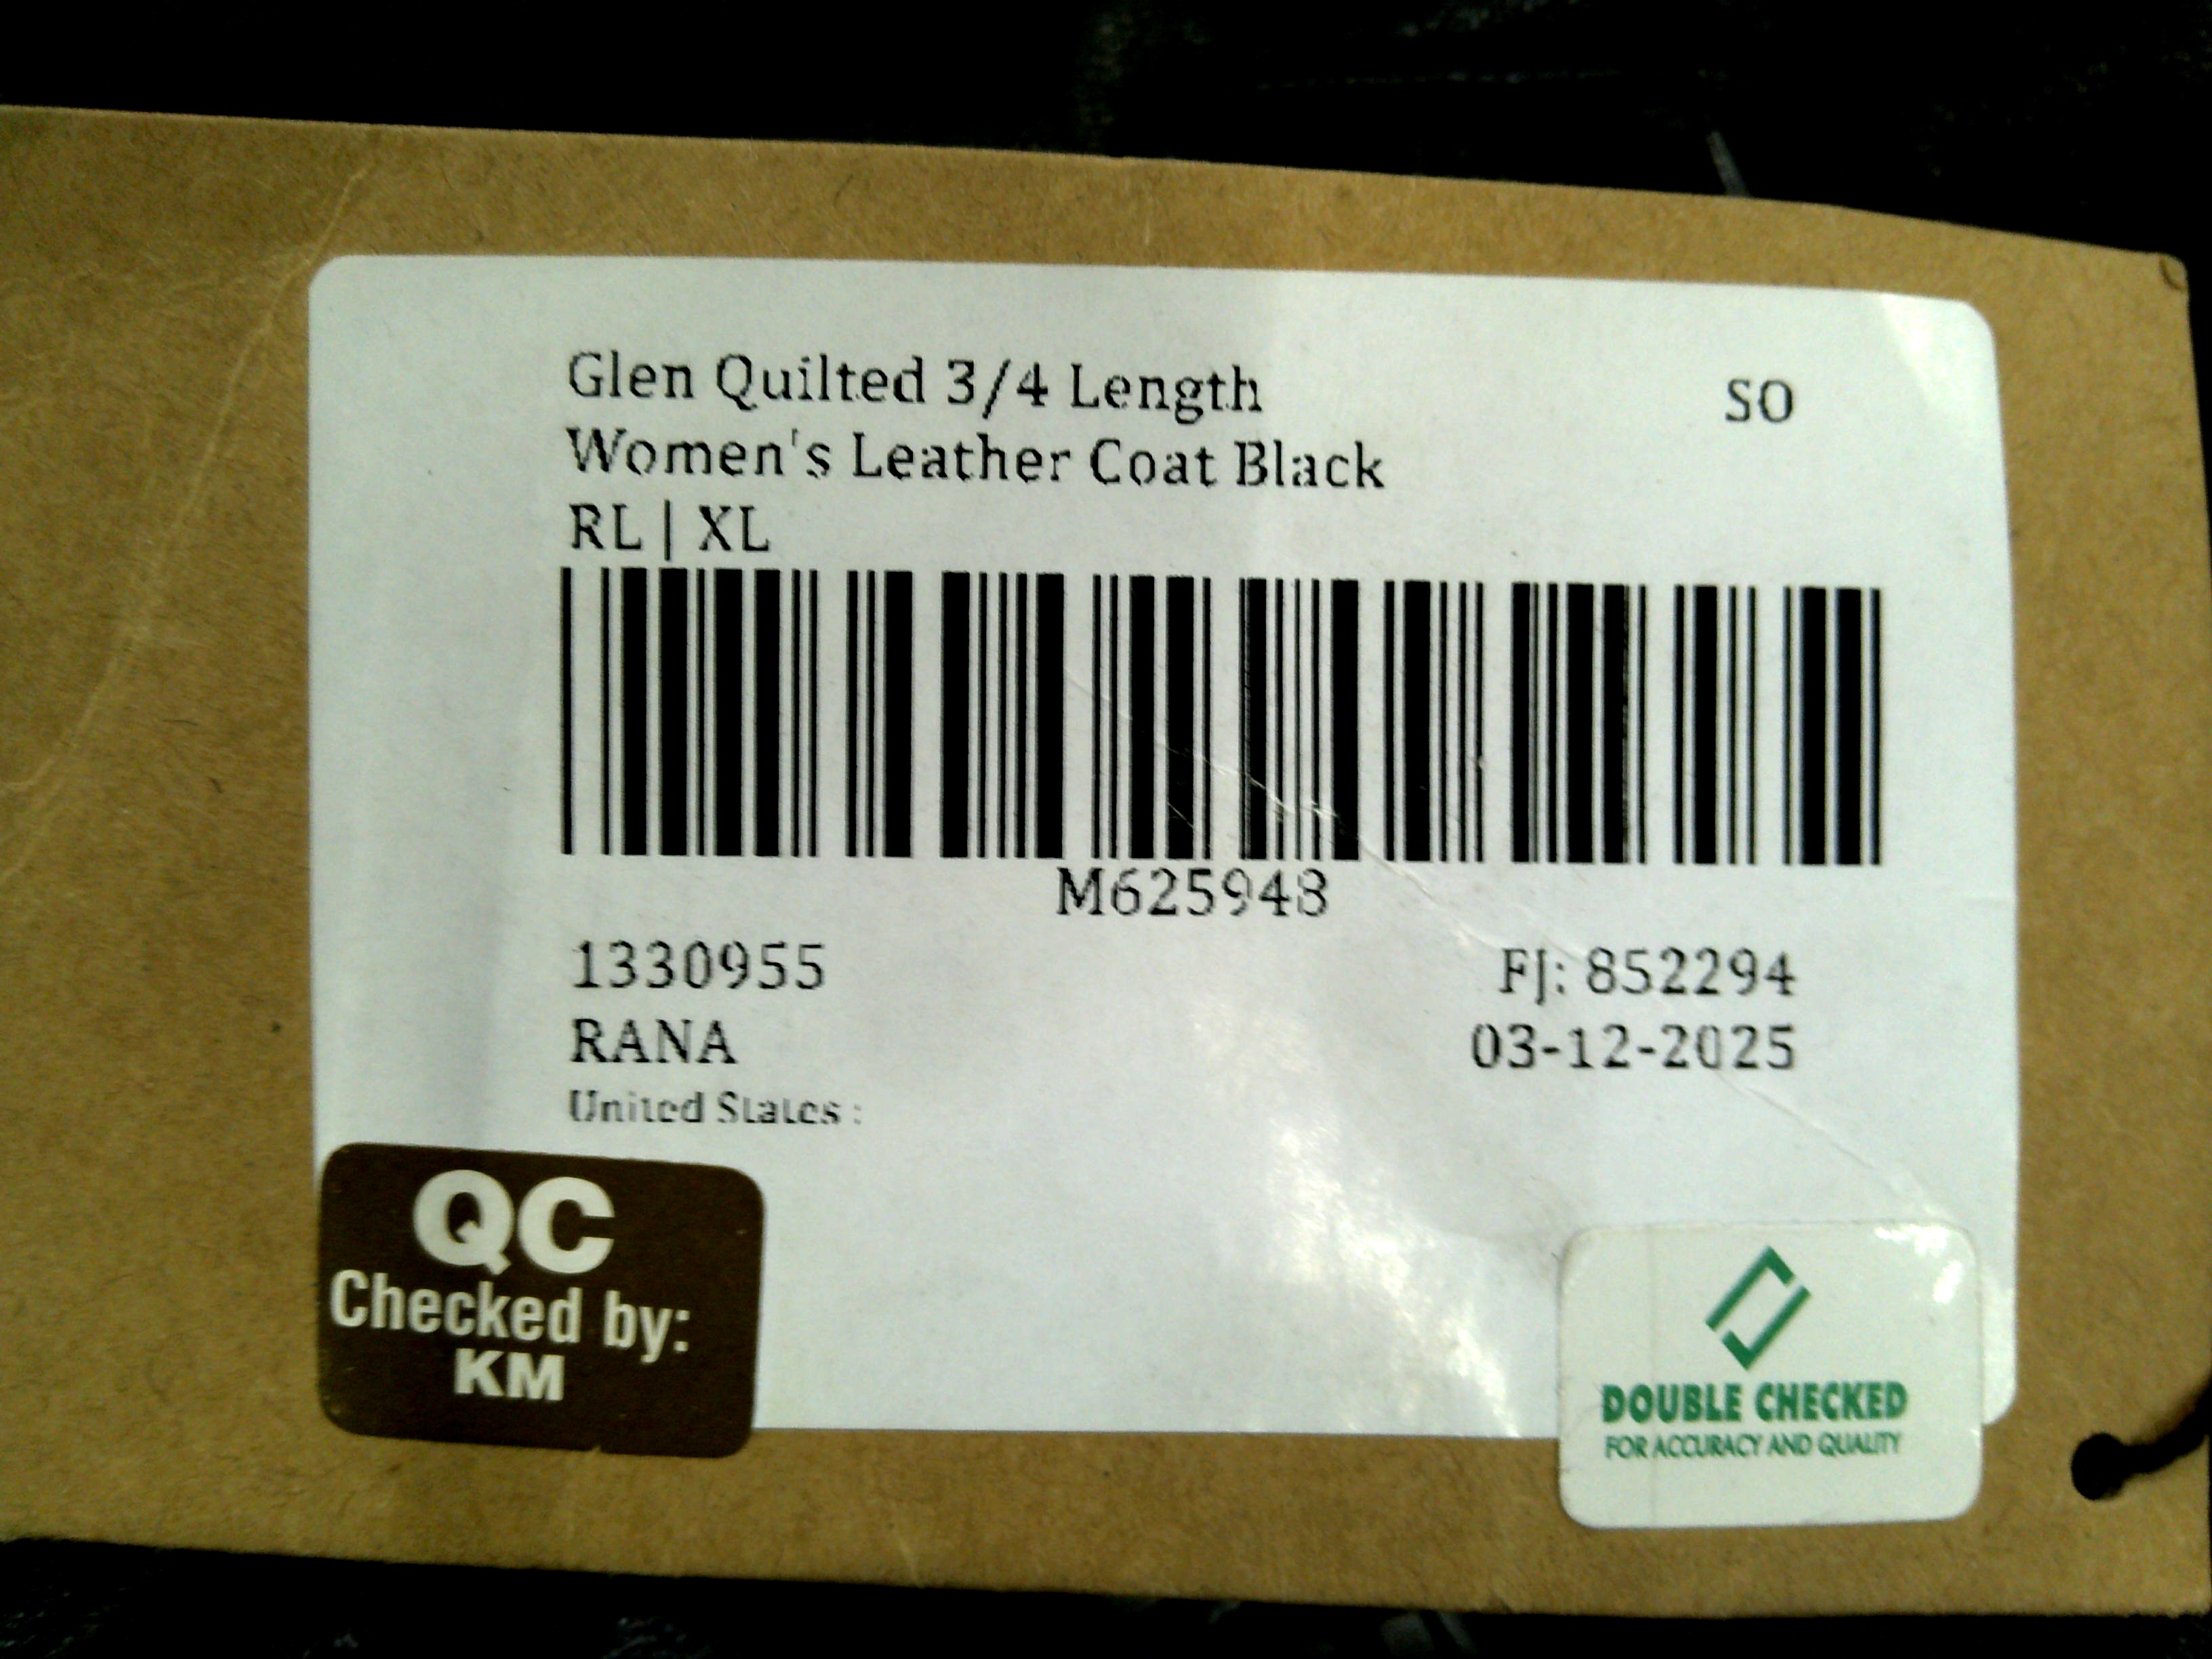 Glen Quilted 3/4 Length
SO
Women's Leather Coat Black
RL | XL
M625948
1330955
FJ: 852294
RANA
03-12-2025
United States :
QC
Checked by:
KM
DOUBLE CHECKED
FOR ACCURACY AND QUALITY